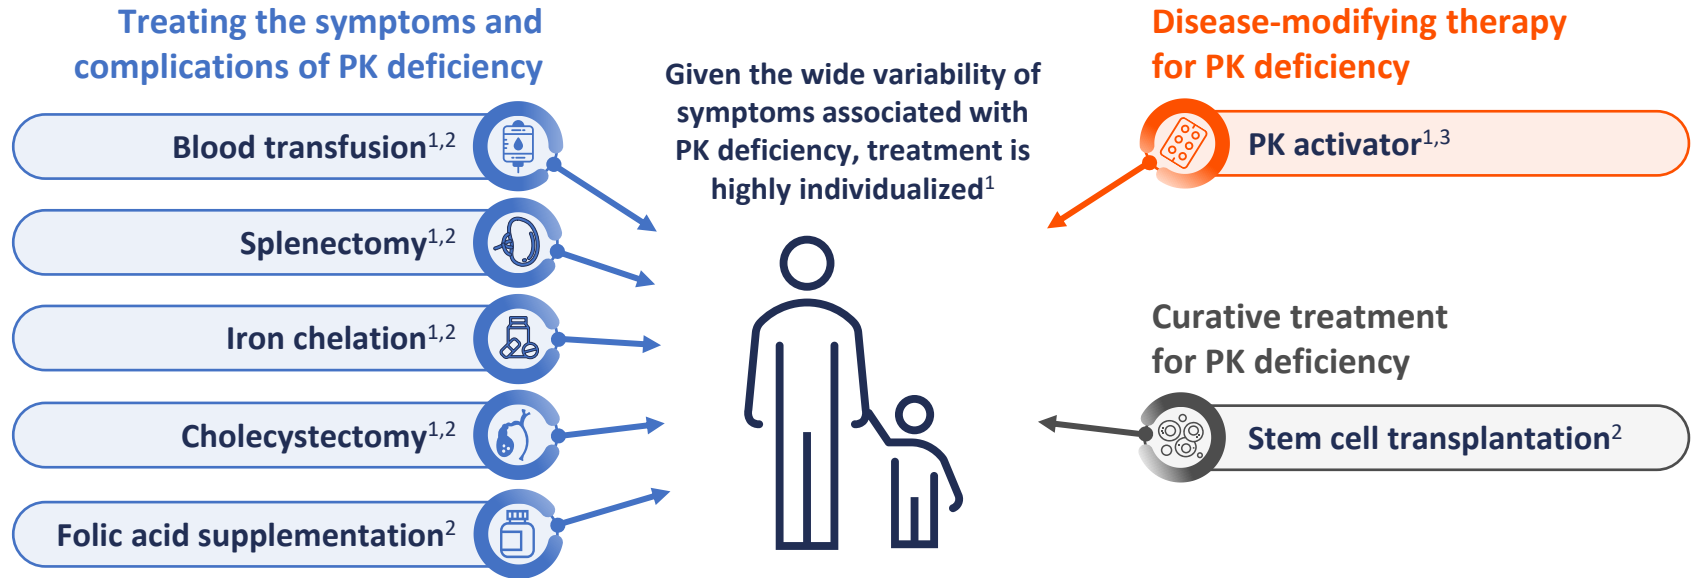 Treating the symptoms and
complications of PK deficiency
Blood transfusion1,2
Splenectomy1,2
Iron chelation1,2
Cholecystectomy1,2
Folic acid supplementation2
Given the wide variability of
symptoms associated with
PK deficiency, treatment is
highly individualized1
Disease-modifying therapy
for PK deficiency
PK activator1,3
Curative treatment
for PK deficiency
Stem cell transplantation2